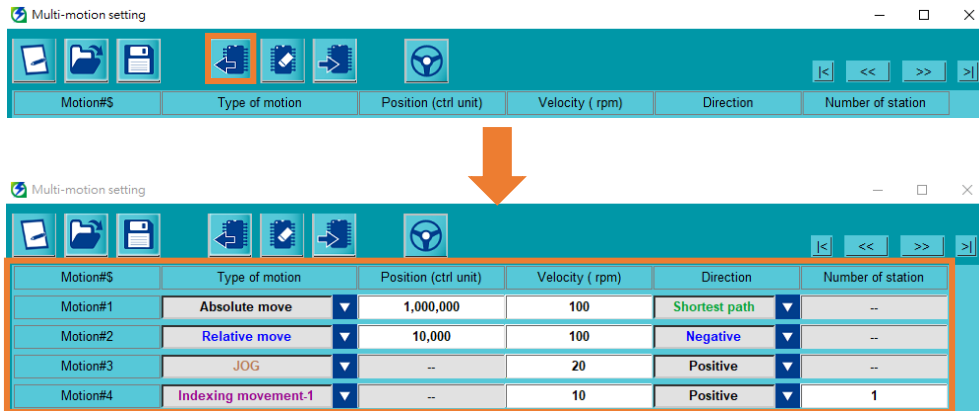 Multi-motion setting
|< << >> >|
Motion#$ Type of motion Position (ctrl unit) Velocity ( rpm) Direction Number of station
Multi-motion setting
|< << >> >|
Motion#$ Type of motion Position (ctrl unit) Velocity ( rpm) Direction Number of station
Motion#1 Absolute move 1,000,000 100 Shortest path --
Motion#2 Relative move 10,000 100 Negative --
Motion#3 JOG -- 20 Positive --
Motion#4 Indexing movement-1 -- 10 Positive 1